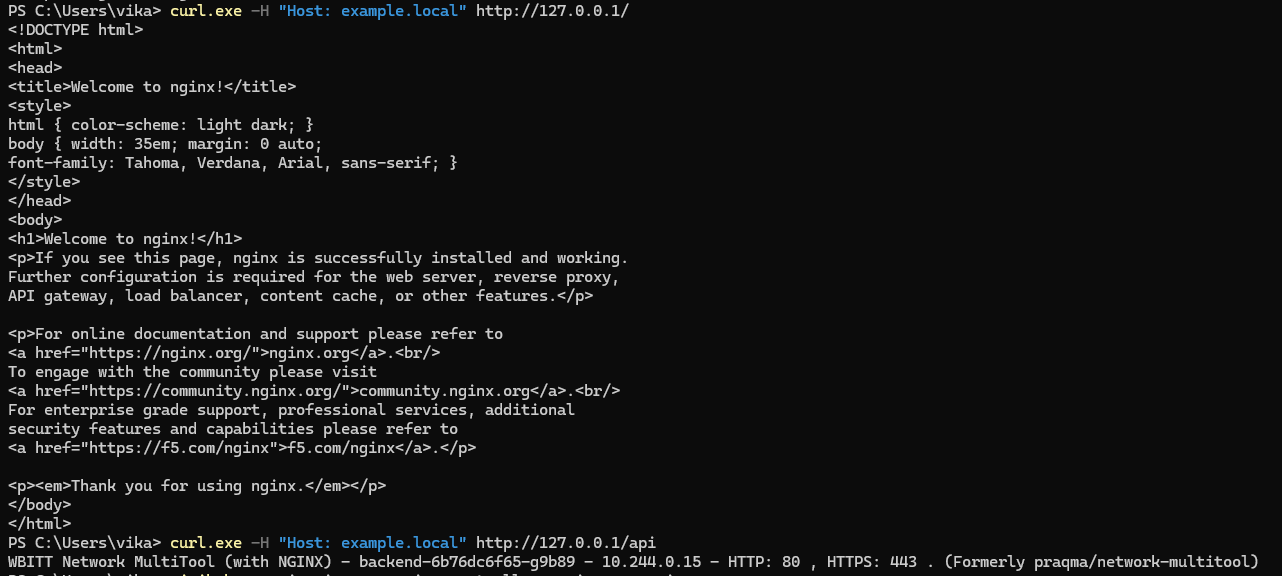 PS C:\Users\vika> curl.exe -H "Host: example.local" http://127.0.0.1/
<!DOCTYPE html>
<html>
<head>
<title>Welcome to nginx!</title>
<style>
html { color-scheme: light dark; }
body { width: 35em; margin: 0 auto;
font-family: Tahoma, Verdana, Arial, sans-serif; }
</style>
</head>
<body>
<h1>Welcome to nginx!</h1>
<p>If you see this page, nginx is successfully installed and working.
Further configuration is required for the web server, reverse proxy,
API gateway, load balancer, content cache, or other features.</p>

<p>For online documentation and support please refer to
<a href="https://nginx.org/">nginx.org</a>.<br/>
To engage with the community please visit
<a href="https://community.nginx.org/">community.nginx.org</a>.<br/>
For enterprise grade support, professional services, additional
security features and capabilities please refer to
<a href="https://f5.com/nginx">f5.com/nginx</a>.</p>

<p><em>Thank you for using nginx.</em></p>
</body>
</html>
PS C:\Users\vika> curl.exe -H "Host: example.local" http://127.0.0.1/api
WBITT Network MultiTool (with NGINX) - backend-6b76dc6f65-g9b89 - 10.244.0.15 - HTTP: 80 , HTTPS: 443 . (Formerly praqma/network-multitool)